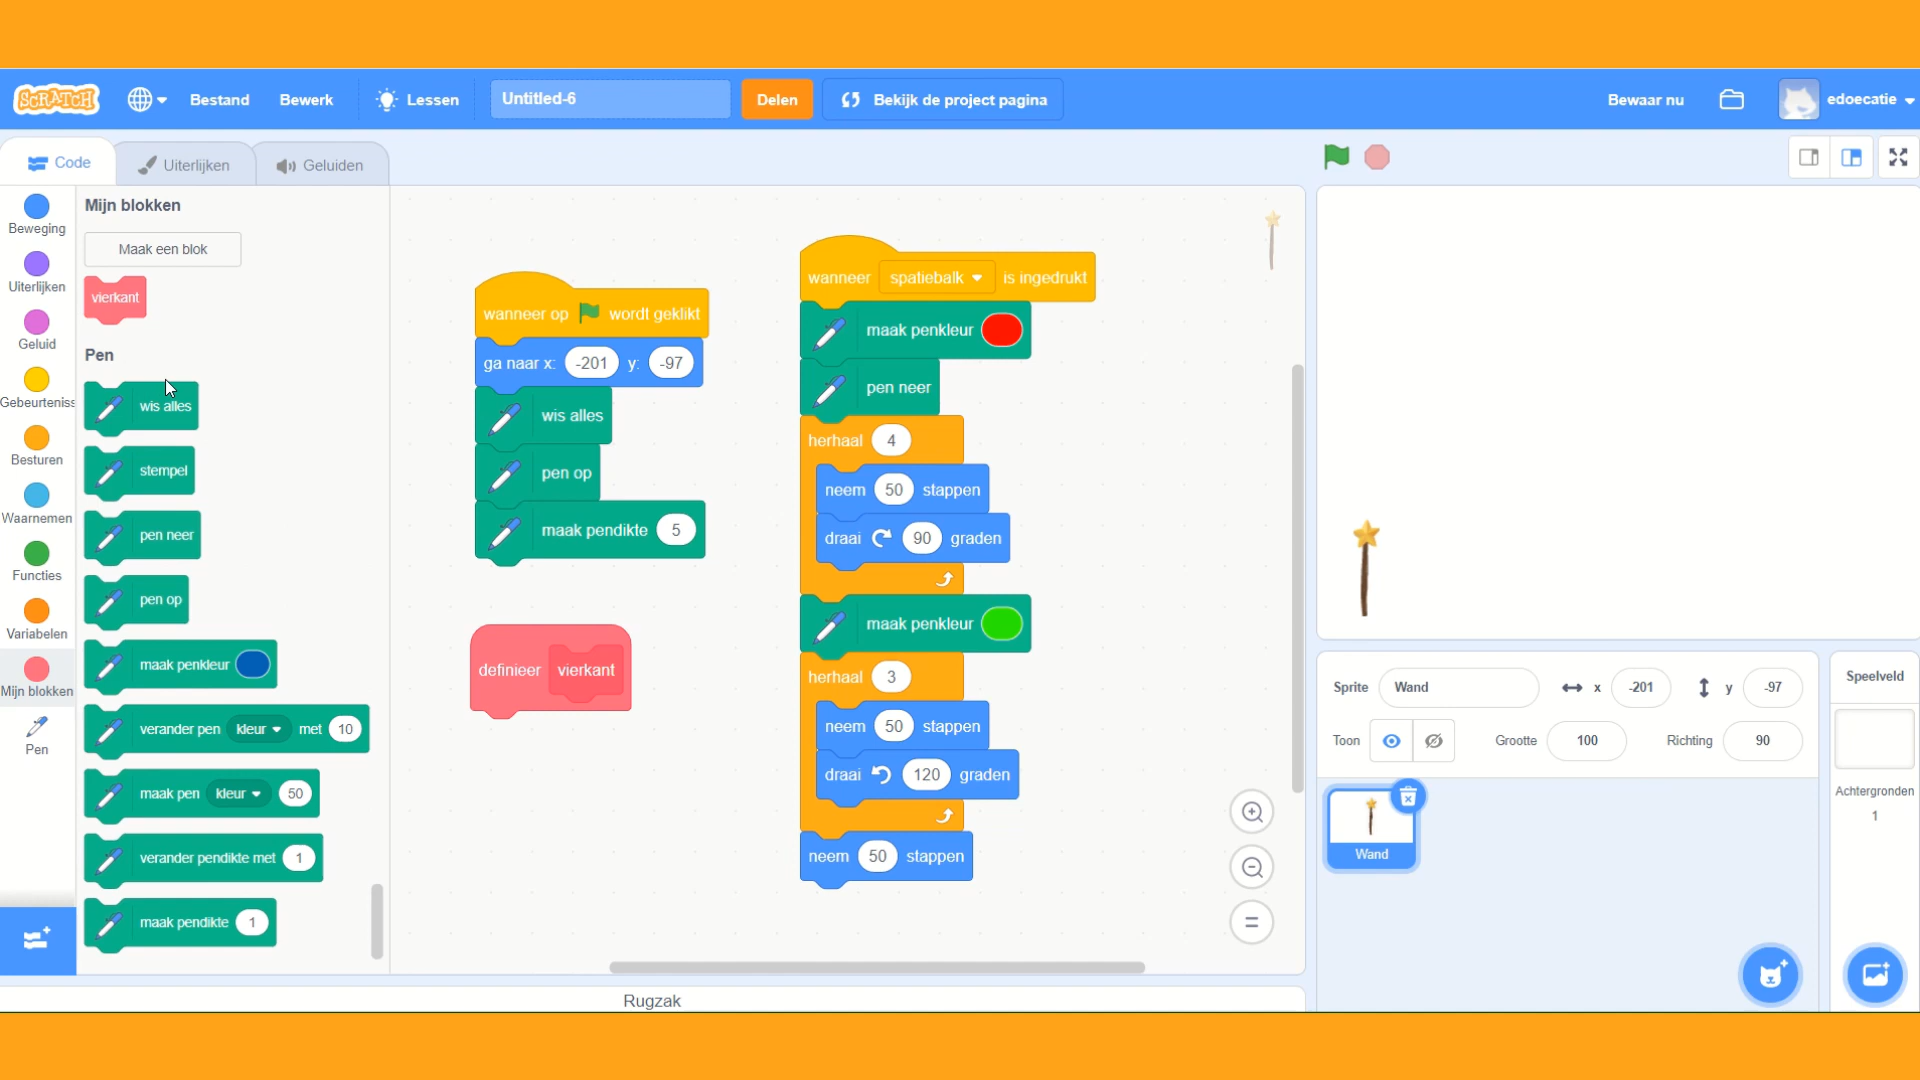 SCRATCH
Bestand
Bewerk
Lessen
Untitled-6
Delen
Bekijk de project pagina
Bewaar nu
edoecatie
Code
Uiterlijken
Geluiden
Beweging
Uiterlijken
Geluid
Gebeurteniss
Besturen
Waarnemen
Functies
Variabelen
Mijn blokken
Pen
Mijn blokken
Maak een blok
vierkant
Pen
wis alles
stempel
pen neer
pen op
maak penkleur
verander pen kleur met 10
maak pen kleur 50
verander pendikte met 1
maak pendikte 1
wanneer op wordt geklikt
ga naar x: -201 y: -97
wis alles
pen op
maak pendikte 5
definieer vierkant
wanneer spatiebalk is ingedrukt
maak penkleur
pen neer
herhaal 4
neem 50 stappen
draai 90 graden
maak penkleur
herhaal 3
neem 50 stappen
draai 120 graden
neem 50 stappen
Rugzak
Sprite Wand x -201 y -97
Toon Grootte 100 Richting 90
Wand
Speelveld
Achtergronden
1